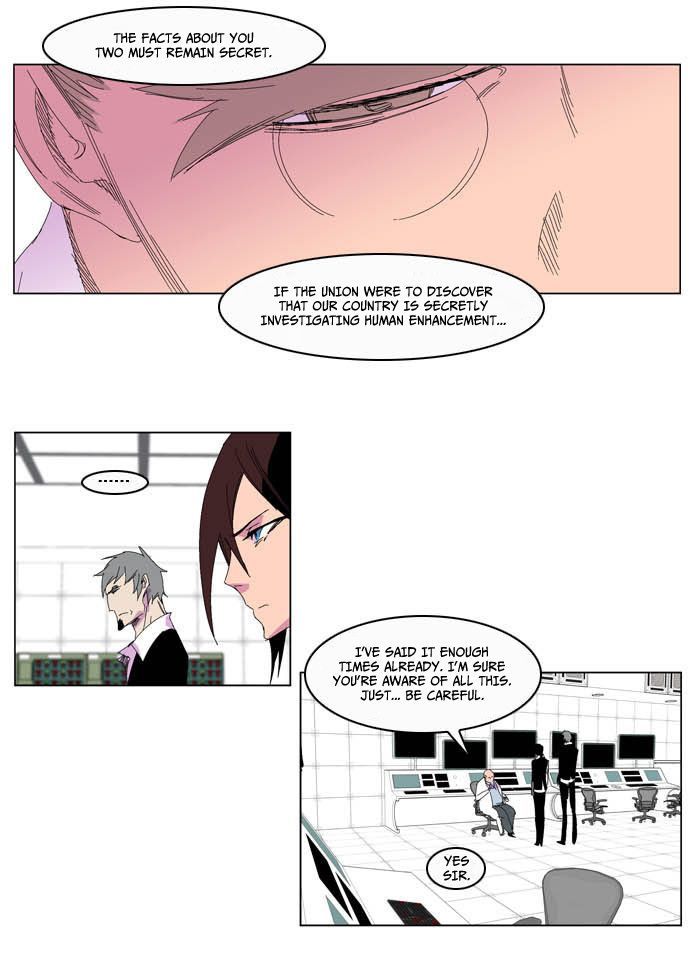 THE FACTS ABOUT YOU
TWO MUST REMAIN SECRET.
IF THE UNION WERE TO DISCOVER
THAT OUR COUNTRY IS SECRETLY
INVESTIGATING HUMAN ENHANCEMENT...
......
I'VE SAID IT ENOUGH
TIMES ALREADY. I'M SURE
YOU'RE AWARE OF ALL THIS.
JUST... BE CAREFUL.
YES
SIR.